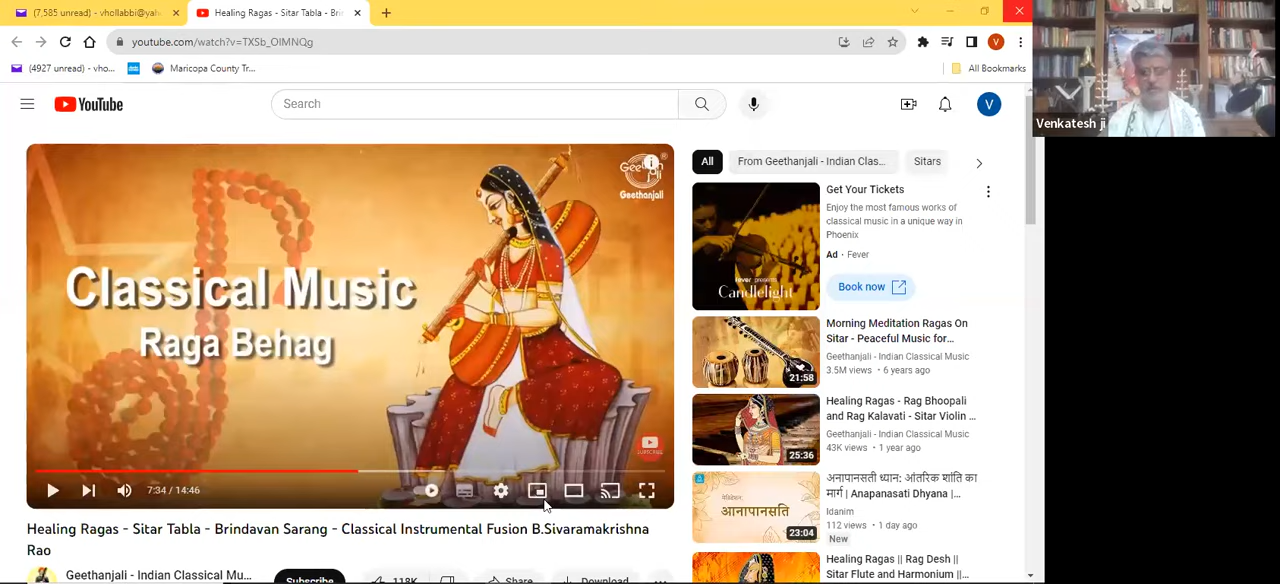 (7,585 unread) - vhollabbi@yah
Healing Ragas - Sitar Tabla - Bri
youtube.com/watch?v=TXSb_OIMNQg
V
(4927 unread) - vho...
Maricopa County Tr...
All Bookmarks
Venkatesh ji
YouTube
Search
V
All
From Geethanjali - Indian Clas...
Sitars
Geethanjali
Classical Music
Raga Behag
SUBSCRIBE
7:34 / 14:46
Get Your Tickets
Enjoy the most famous works of
classical music in a unique way in
Phoenix
Ad · Fever
Book now
fever presents
Candlelight
Morning Meditation Ragas On
Sitar - Peaceful Music for...
Geethanjali - Indian Classical Music
3.5M views • 6 years ago
21:58
Healing Ragas - Rag Bhoopali
and Rag Kalavati - Sitar Violin ...
Geethanjali - Indian Classical Music
43K views • 1 year ago
25:36
आनापानसती ध्यान: आंतरिक शांति का
मार्ग | Anapanasati Dhyana |...
Idanim
112 views • 1 day ago
New
आनापानसति
23:04
Healing Ragas || Rag Desh ||
Sitar Flute and Harmonium ||...
Healing Ragas - Sitar Tabla - Brindavan Sarang - Classical Instrumental Fusion B.Sivaramakrishna
Rao
Geethanjali - Indian Classical Mu...
Subscribe
118K
Share
Download